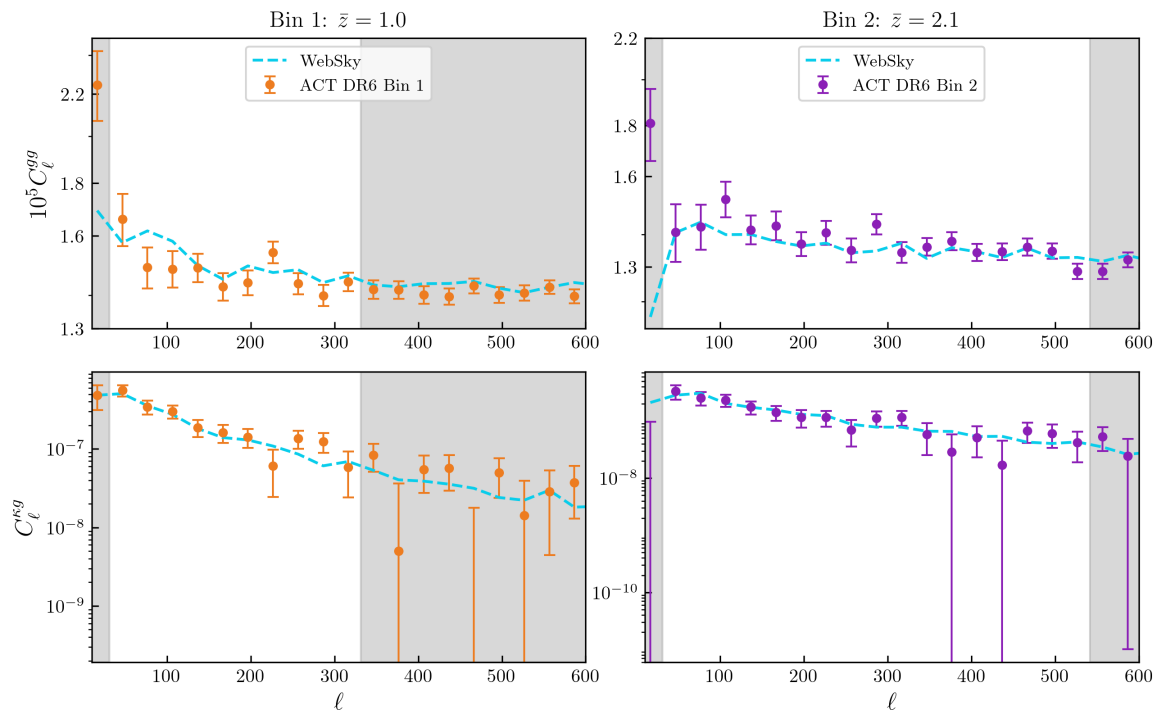 Bin 1: z̄ = 1.0
Bin 2: z̄ = 2.1
WebSky
ACT DR6 Bin 1
WebSky
ACT DR6 Bin 2
10⁵C_ℓ^{gg}
2.2
1.8
1.6
1.3
2.2
1.8
1.6
1.3
100 200 300 400 500 600
100 200 300 400 500 600
C_ℓ^{κg}
10⁻⁷
10⁻⁸
10⁻⁹
10⁻⁸
10⁻¹⁰
100 200 300 400 500 600
100 200 300 400 500 600
ℓ
ℓ